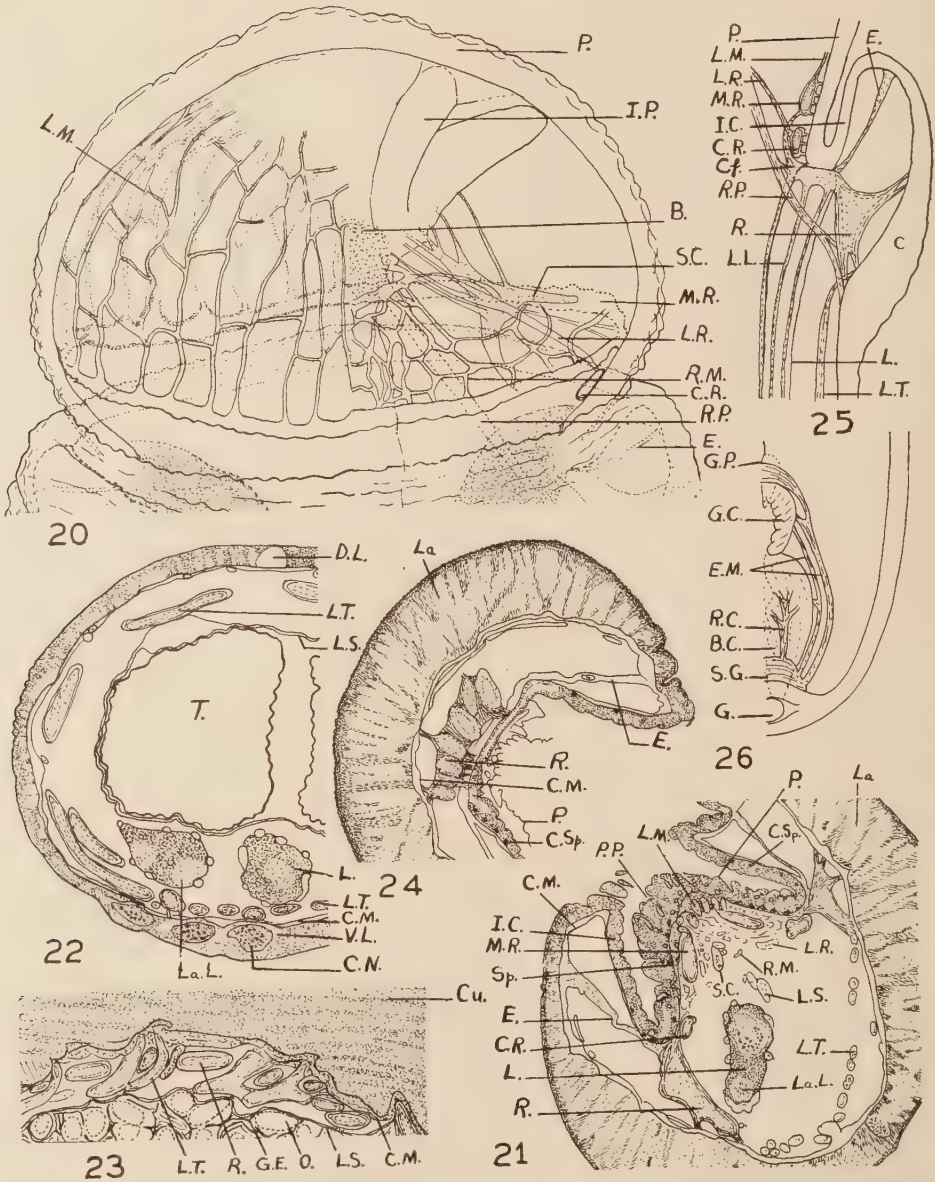 P.
I.P.
L.M.
B.
S.C.
M.R.
L.R.
R.M.
C.R.
R.P.
E.
20
P.
E.
L.M.
L.R.
M.R.
I.C.
C.R.
Cf.
R.P.
R.
C
L.L.
L.
L.T.
25
D.L.
L.T.
L.S.
T.
L.
L.T.
C.M.
V.L.
C.N.
La.L.
22
La
E.
R.
C.M.
P.
C.Sp.
24
G.P.
G.C.
E.M.
R.C.
B.C.
S.G.
G.
26
Cu.
L.T.
R.
G.E.
O.
L.S.
C.M.
23
La
P.
C.Sp.
L.M.
P.P.
C.M.
I.C.
M.R.
Sp.
L.R.
R.M.
S.C.
L.S.
E.
C.R.
L.T.
L.
La.L.
R.
21